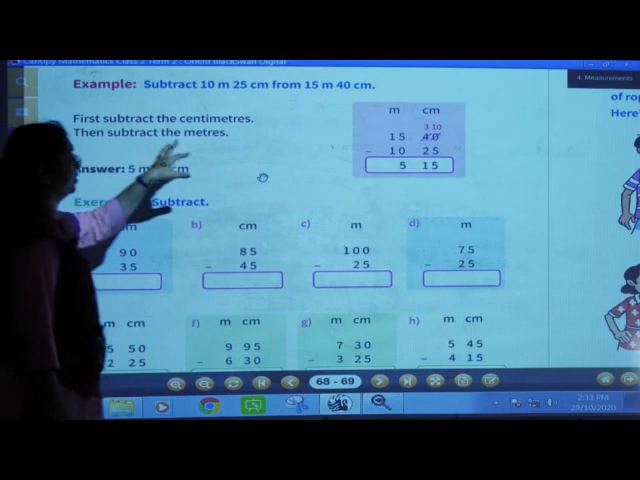 Canopy Mathematics Class 2 Term 2 : Orient BlackSwan Digital
4. Measurements
Example: Subtract 10 m 25 cm from 15 m 40 cm.
of
Here'
First subtract the centimetres.
Then subtract the metres.
m cm
3 10
15 40
− 10 25
5 15
Answer: 5 m cm
Subtract.
b) cm
c) m
d) m
90
35
85
− 45
100
− 25
75
− 25
m cm
f) m cm
g) m cm
h) m cm
5 50
2 25
9 95
− 6 30
7 30
− 3 25
5 45
− 4 15
68 - 69
2:33 PM
29/10/2020